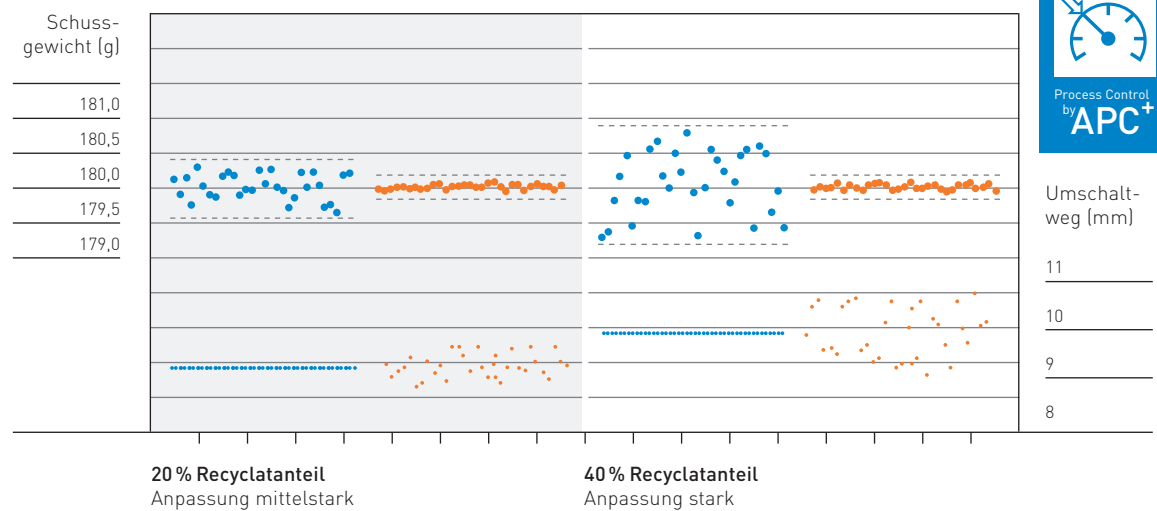 Schuss-
gewicht (g)
181,0
180,5
180,0
179,5
179,0
Process Control
by APC+
Umschalt-
weg (mm)
11
10
9
8
20 % Recyclatanteil
Anpassung mittelstark
40 % Recyclatanteil
Anpassung stark